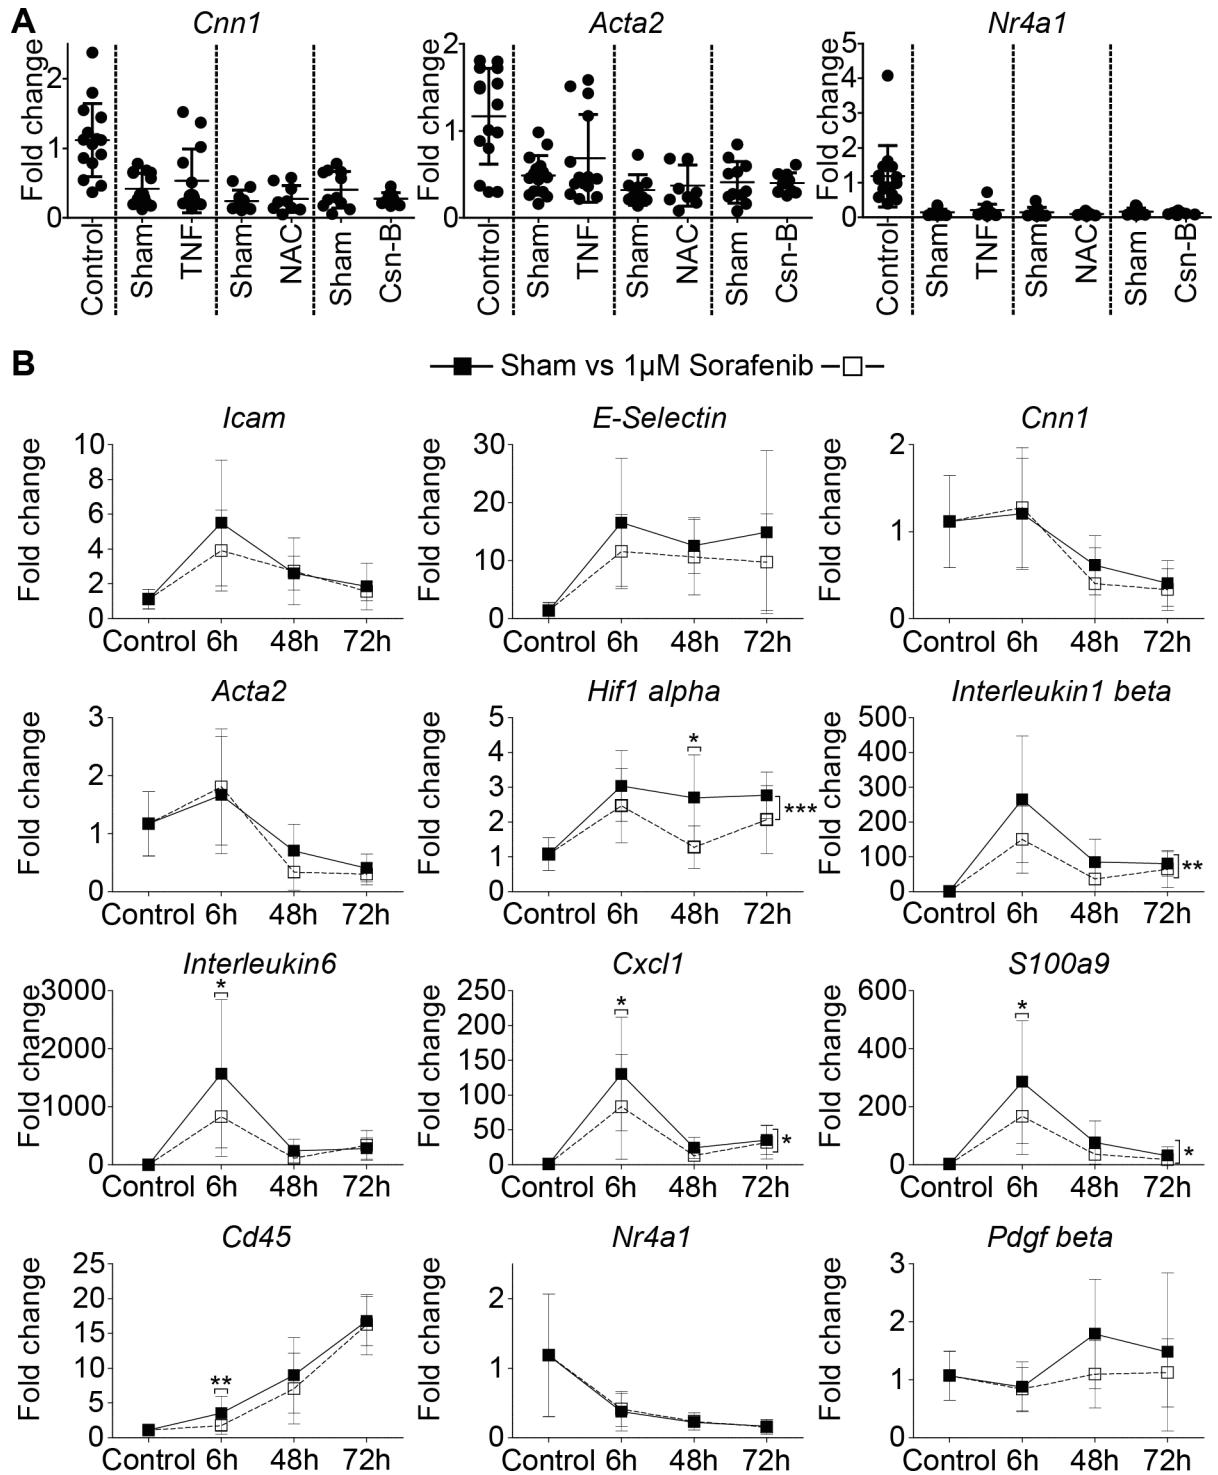 A
Cnn1
Acta2
Nr4a1
Fold change
2
1
0
Control
Sham
TNF
Sham
NAC
Sham
Csn-B
Fold change
2
1
0
Control
Sham
TNF
Sham
NAC
Sham
Csn-B
Fold change
5
4
3
2
1
0
Control
Sham
TNF
Sham
NAC
Sham
Csn-B
B
Sham vs 1µM Sorafenib
Icam
Fold change
10
8
6
4
2
0
Control 6h 48h 72h
E-Selectin
Fold change
30
20
10
0
Control 6h 48h 72h
Cnn1
Fold change
2
1
0
Control 6h 48h 72h
Acta2
Fold change
3
2
1
0
Control 6h 48h 72h
Hif1 alpha
Fold change
5
4
3
2
1
0
*
***
Control 6h 48h 72h
Interleukin1 beta
Fold change
500
400
300
200
100
0
**
Control 6h 48h 72h
Interleukin6
Fold change
3000
2000
1000
0
*
Control 6h 48h 72h
Cxcl1
Fold change
250
200
150
100
50
0
*
*
Control 6h 48h 72h
S100a9
Fold change
600
400
200
0
*
*
Control 6h 48h 72h
Cd45
Fold change
25
20
15
10
5
0
**
Control 6h 48h 72h
Nr4a1
Fold change
2
1
0
Control 6h 48h 72h
Pdgf beta
Fold change
3
2
1
0
Control 6h 48h 72h